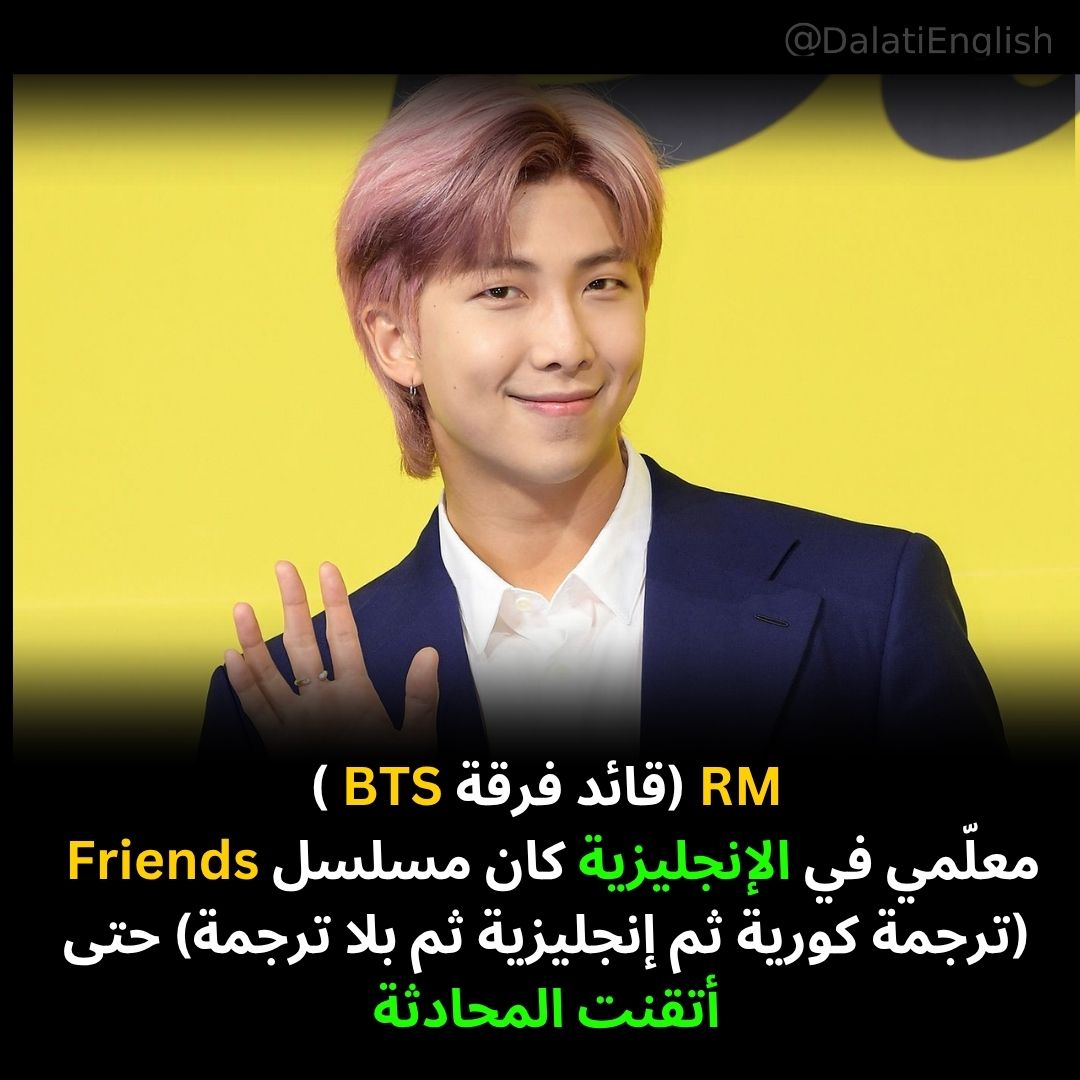 @DalatiEnglish
RM (قائد فرقة BTS )
معلّمي في الإنجليزية كان مسلسل Friends
(ترجمة كورية ثم إنجليزية ثم بلا ترجمة) حتى
أتقنت المحادثة